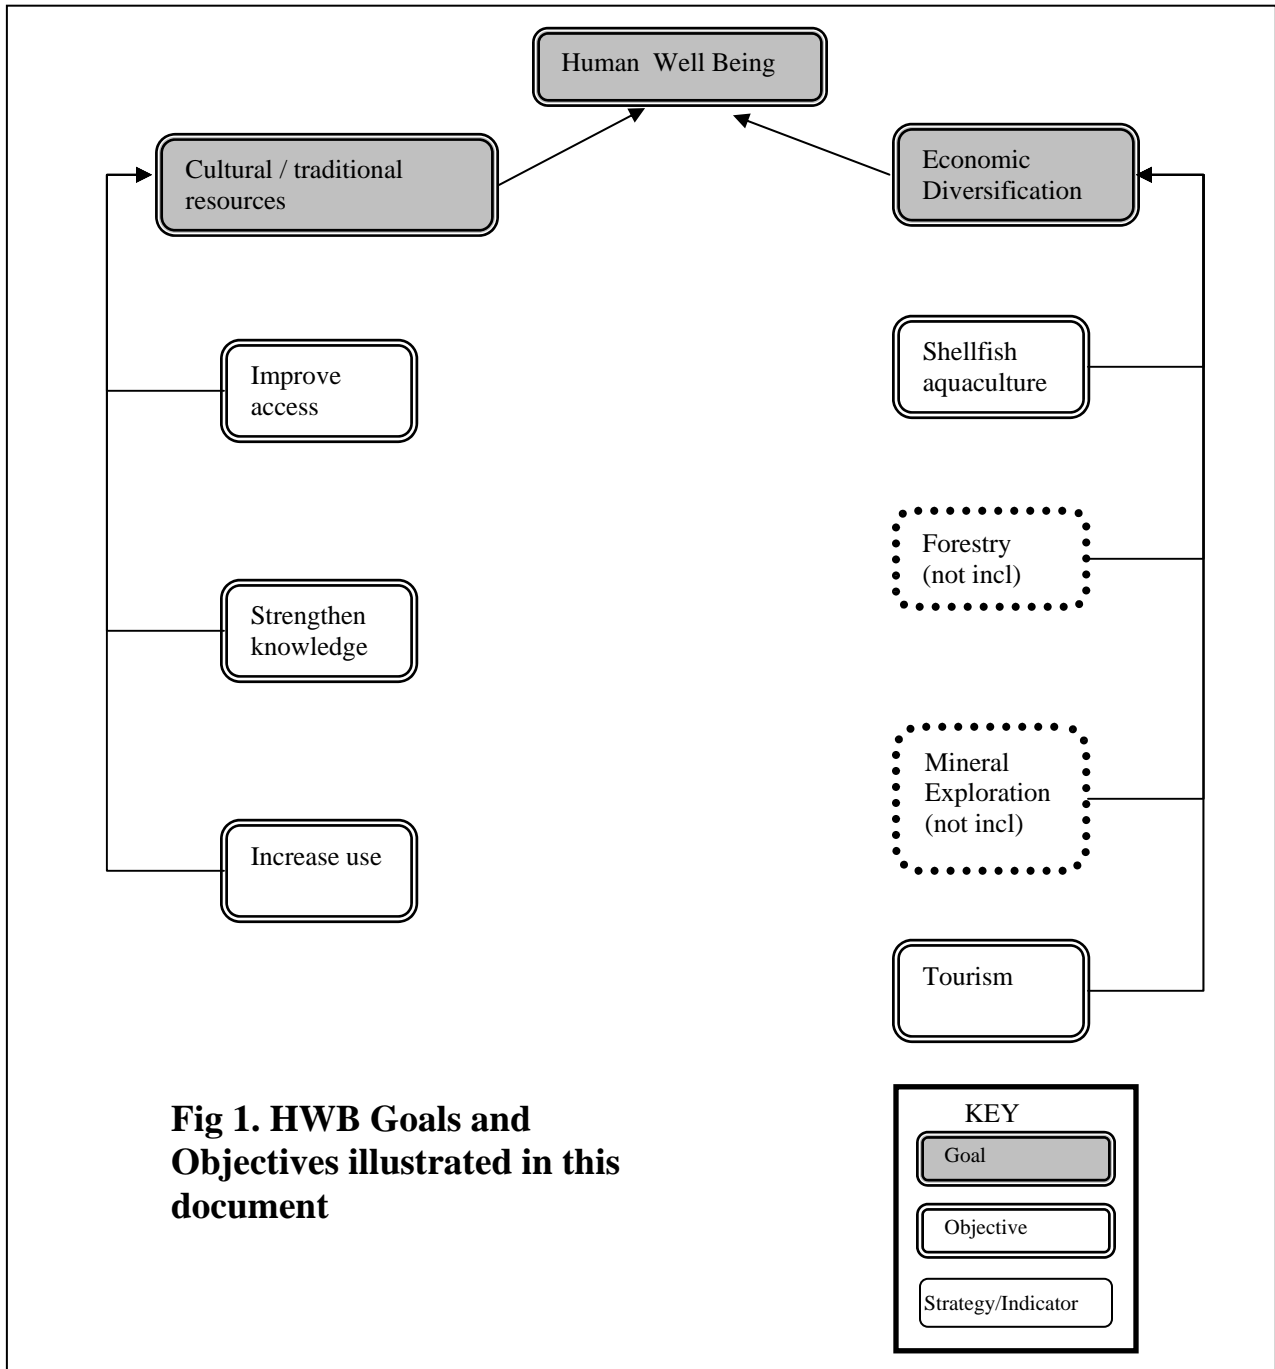 Human  Well Being
Cultural / traditional
resources
Economic
Diversification
Improve
access
Shellfish
aquaculture
Forestry
(not incl)
Strengthen
knowledge
Mineral
Exploration
(not incl)
Increase use
Tourism
Fig 1. HWB Goals and
Objectives illustrated in this
document
KEY
Goal
Objective
Strategy/Indicator